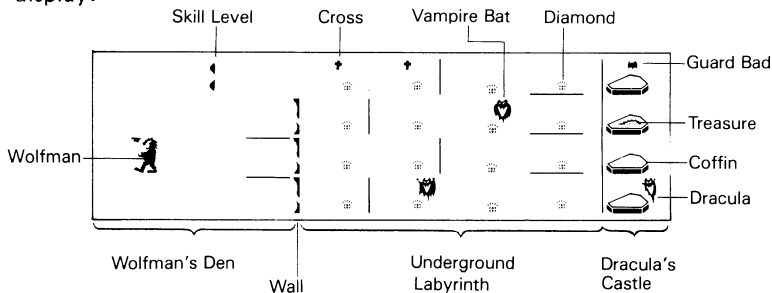 display.
Skill Level Cross Vampire Bat Diamond
Guard Bad
Treasure
Wolfman
Coffin
Dracula
Wolfman's Den Underground Dracula's
Wall Labyrinth Castle